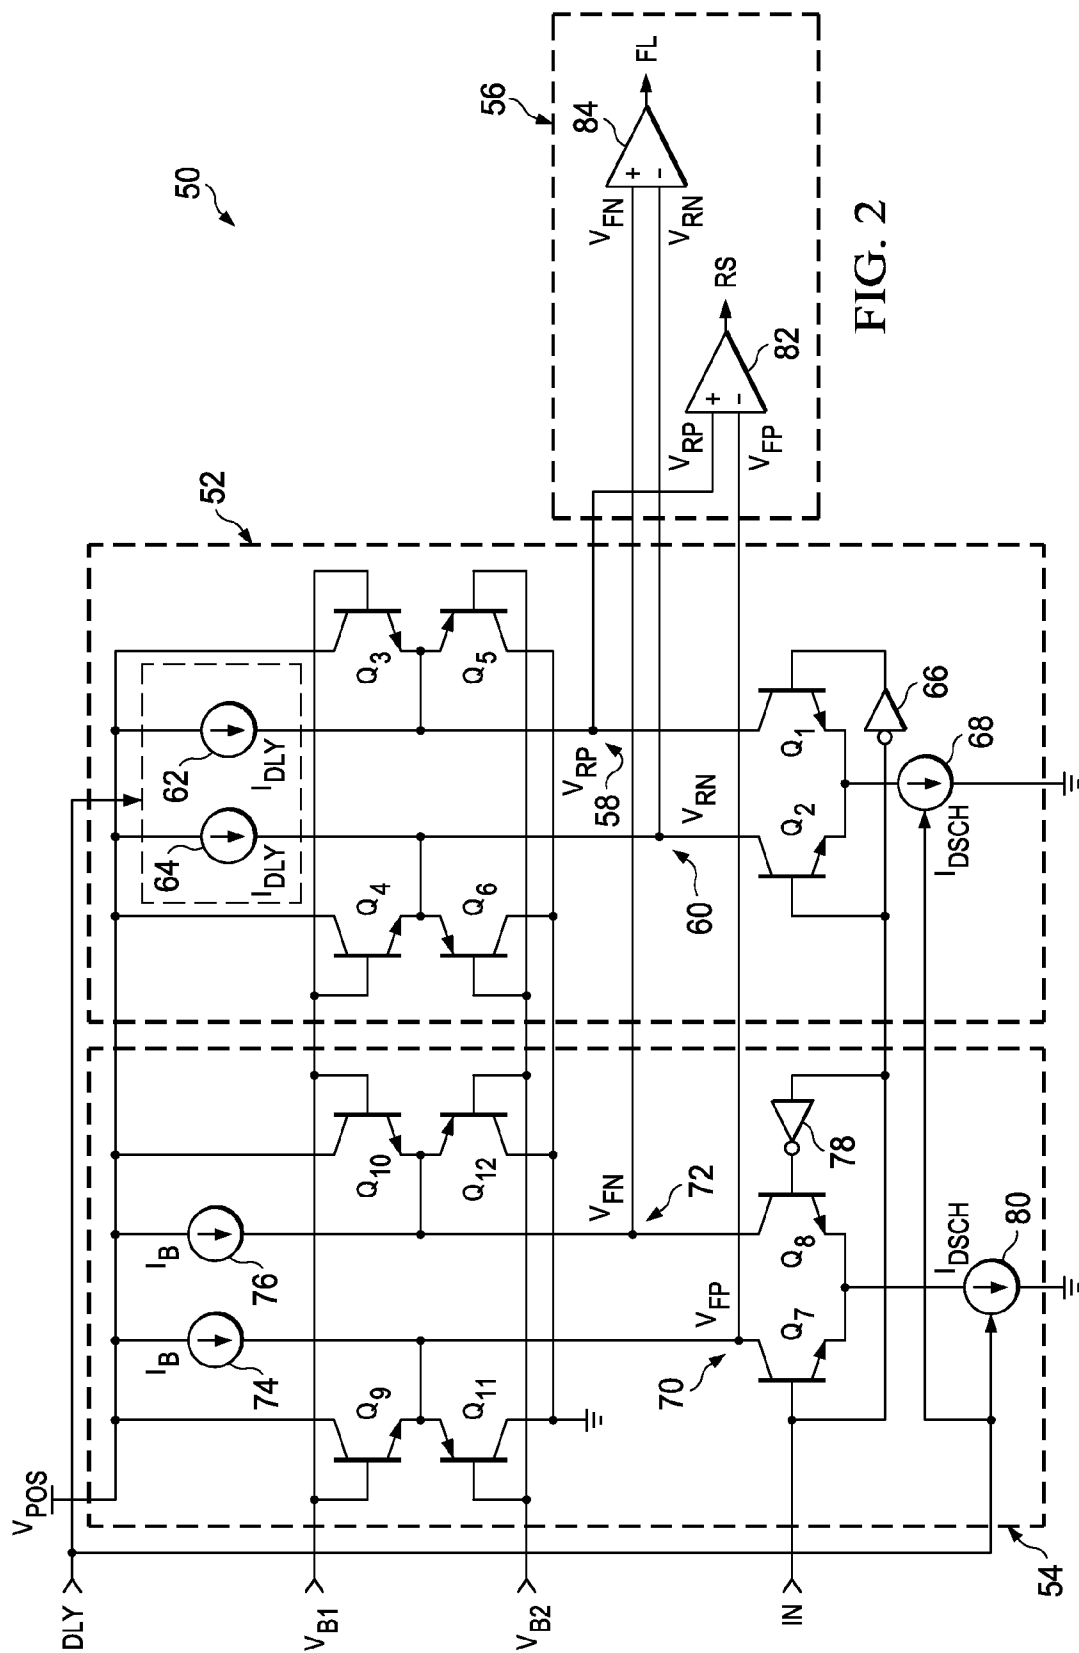 50
56
84
FL
V_FN
V_RN
+
-
RS
82
V_RP
V_FP
+
-
FIG. 2
52
Q3
Q5
62
I_DLY
V_RP
58
Q1
66
68
64
I_DLY
V_RN
60
Q2
I_DSCH
Q4
Q6
Q10
Q12
78
I_B
76
V_FN
72
Q8
I_DSCH
80
I_B
74
V_FP
70
Q7
Q9
Q11
V_POS
54
DLY
V_B1
V_B2
IN